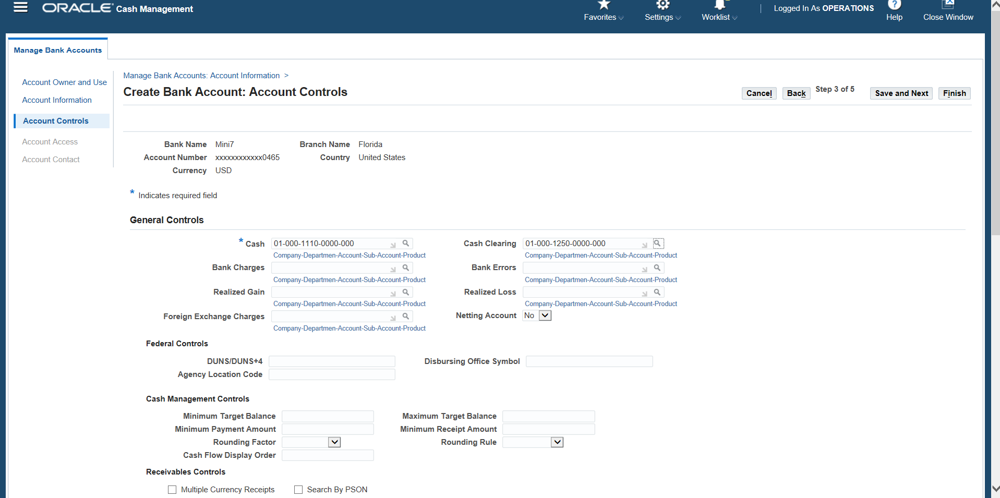 ORACLE® Cash Management
Favorites Settings Worklist Logged In As OPERATIONS Help Close Window
Manage Bank Accounts
Account Owner and Use
Account Information
Account Controls
Account Access
Account Contact
Manage Bank Accounts: Account Information >
Create Bank Account: Account Controls
Cancel Back Step 3 of 5 Save and Next Finish
Bank Name Mini7 Branch Name Florida
Account Number xxxxxxxxxxxx0465 Country United States
Currency USD
* Indicates required field
General Controls
* Cash 01-000-1110-0000-000 Cash Clearing 01-000-1250-0000-000
Company-Departmen-Account-Sub-Account-Product Company-Departmen-Account-Sub-Account-Product
Bank Charges Bank Errors
Company-Departmen-Account-Sub-Account-Product Company-Departmen-Account-Sub-Account-Product
Realized Gain Realized Loss
Company-Departmen-Account-Sub-Account-Product Company-Departmen-Account-Sub-Account-Product
Foreign Exchange Charges Netting Account No
Company-Departmen-Account-Sub-Account-Product
Federal Controls
DUNS/DUNS+4 Disbursing Office Symbol
Agency Location Code
Cash Management Controls
Minimum Target Balance Maximum Target Balance
Minimum Payment Amount Minimum Receipt Amount
Rounding Factor Rounding Rule
Cash Flow Display Order
Receivables Controls
Multiple Currency Receipts Search By PSON